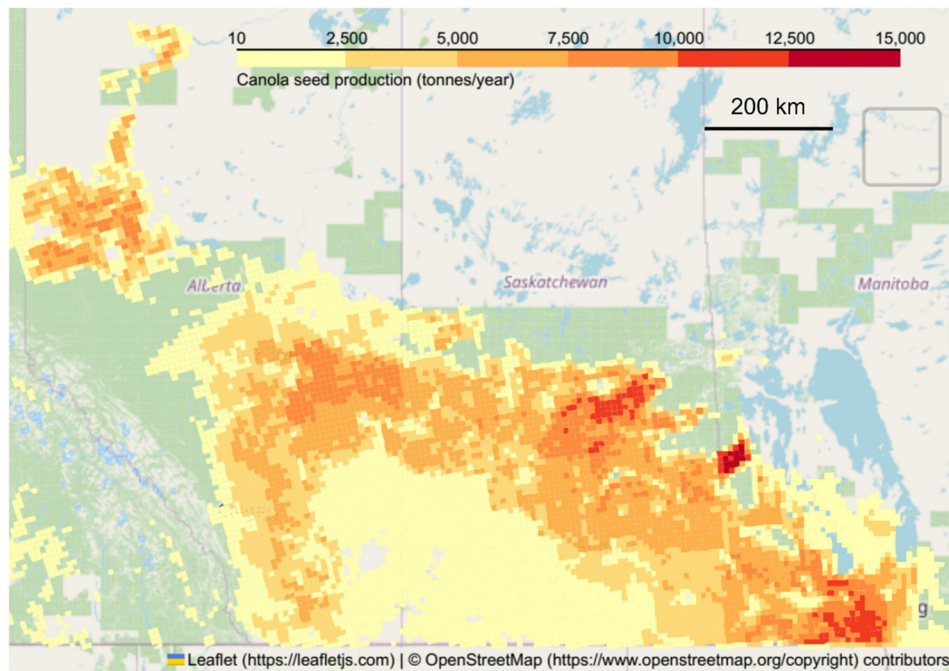 10 2,500 5,000 7,500 10,000 12,500 15,000
Canola seed production (tonnes/year)
200 km
Alberta
Saskatchewan
Manitoba
g
Leaflet (https://leafletjs.com) | © OpenStreetMap (https://www.openstreetmap.org/copyright) contributors